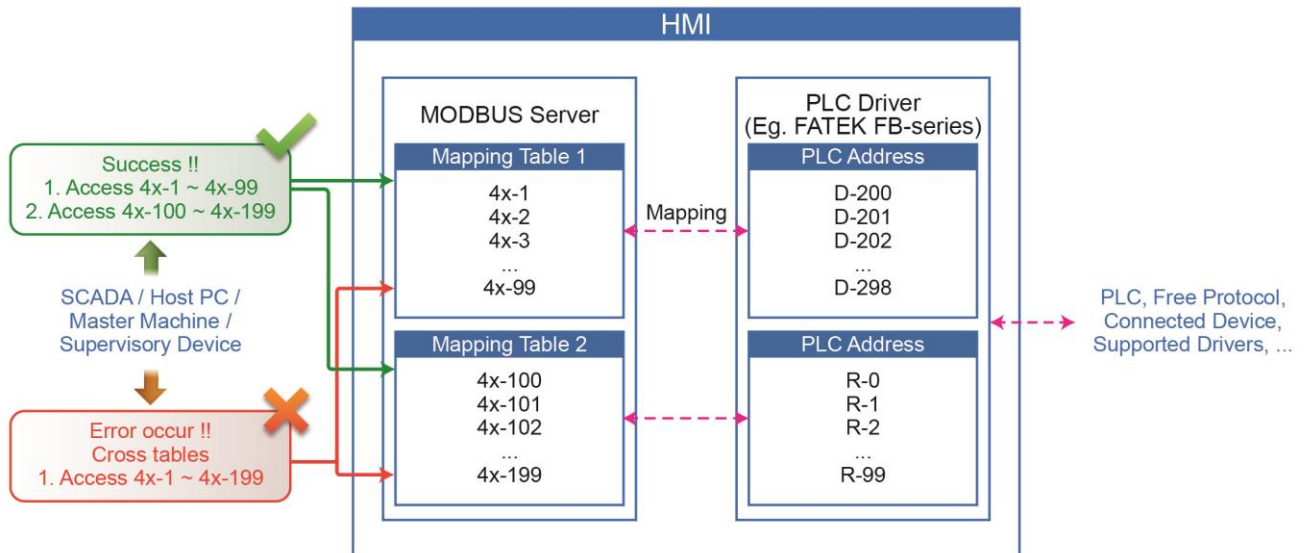 HMI
MODBUS Server
PLC Driver
(Eg. FATEK FB-series)
Success !!
1. Access 4x-1 ~ 4x-99
2. Access 4x-100 ~ 4x-199
Mapping Table 1
4x-1
4x-2
4x-3
...
4x-99
Mapping
PLC Address
D-200
D-201
D-202
...
D-298
SCADA / Host PC /
Master Machine /
Supervisory Device
PLC, Free Protocol,
Connected Device,
Supported Drivers, ...
Error occur !!
Cross tables
1. Access 4x-1 ~ 4x-199
Mapping Table 2
4x-100
4x-101
4x-102
...
4x-199
PLC Address
R-0
R-1
R-2
...
R-99